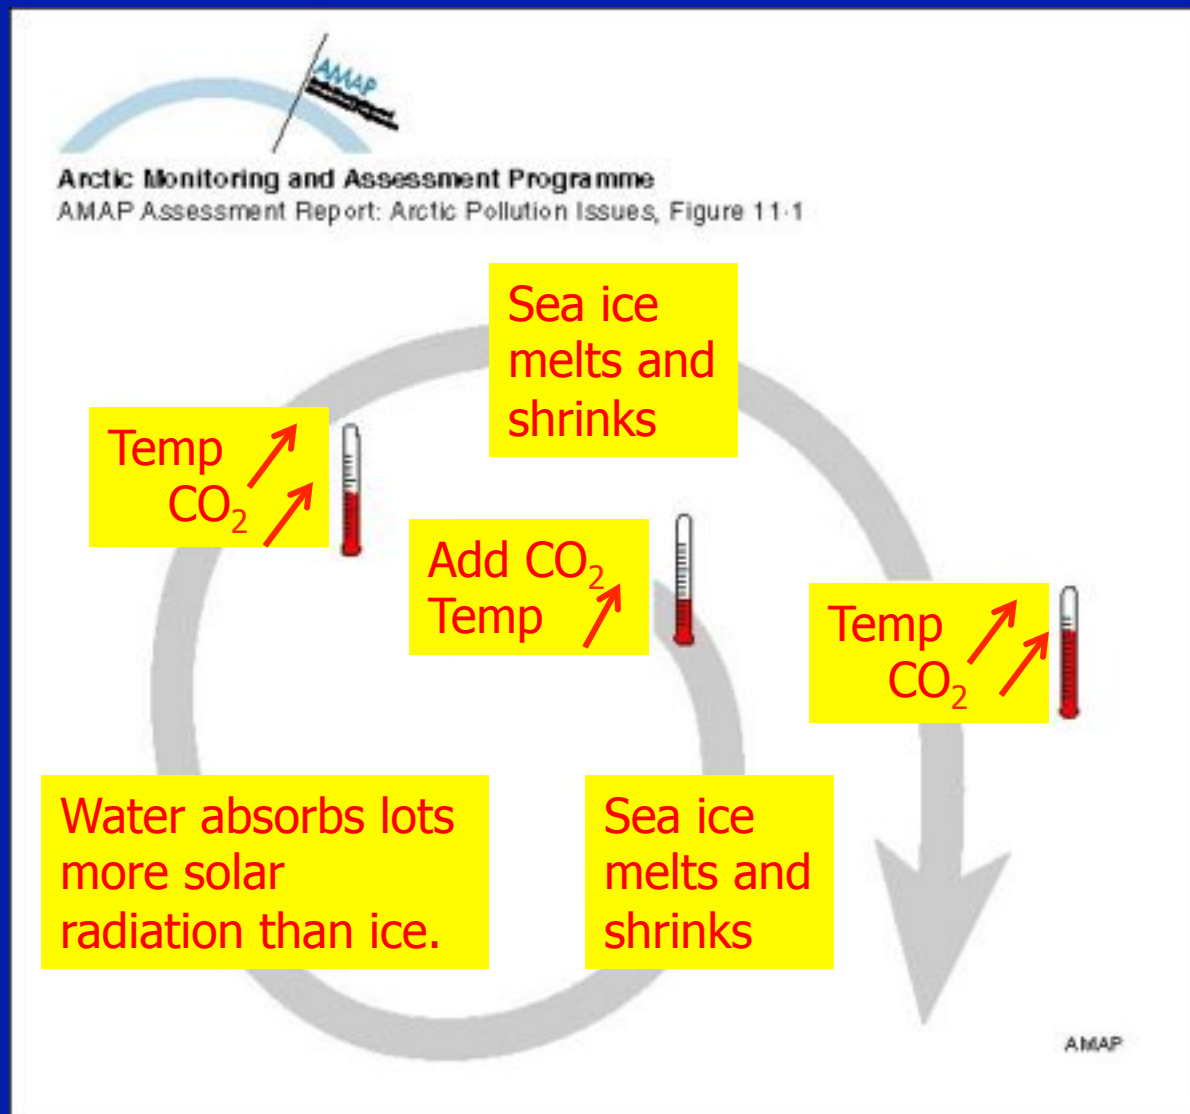 AMAP
Arctic Monitoring and Assessment Programme
AMAP Assessment Report: Arctic Pollution Issues, Figure 11·1
Sea ice
melts and
shrinks
Temp
CO₂
Add CO₂
Temp
Temp
CO₂
Water absorbs lots
more solar
radiation than ice.
Sea ice
melts and
shrinks
AMAP